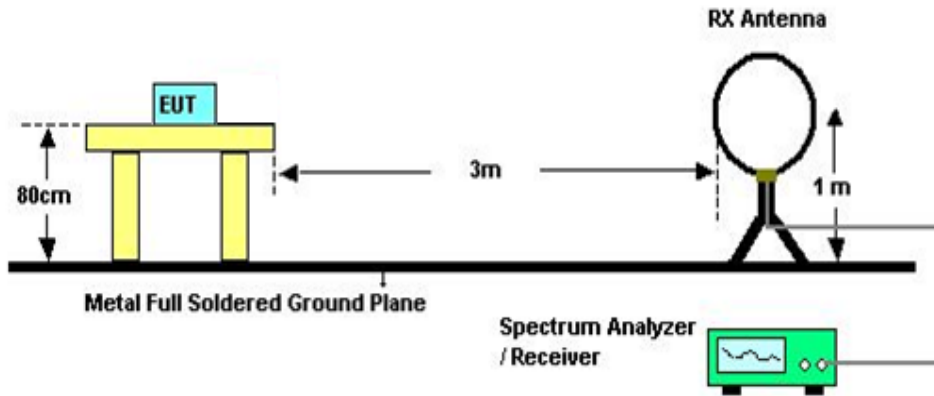 RX Antenna
EUT
80cm
3m
1 m
Metal Full Soldered Ground Plane
Spectrum Analyzer
/ Receiver